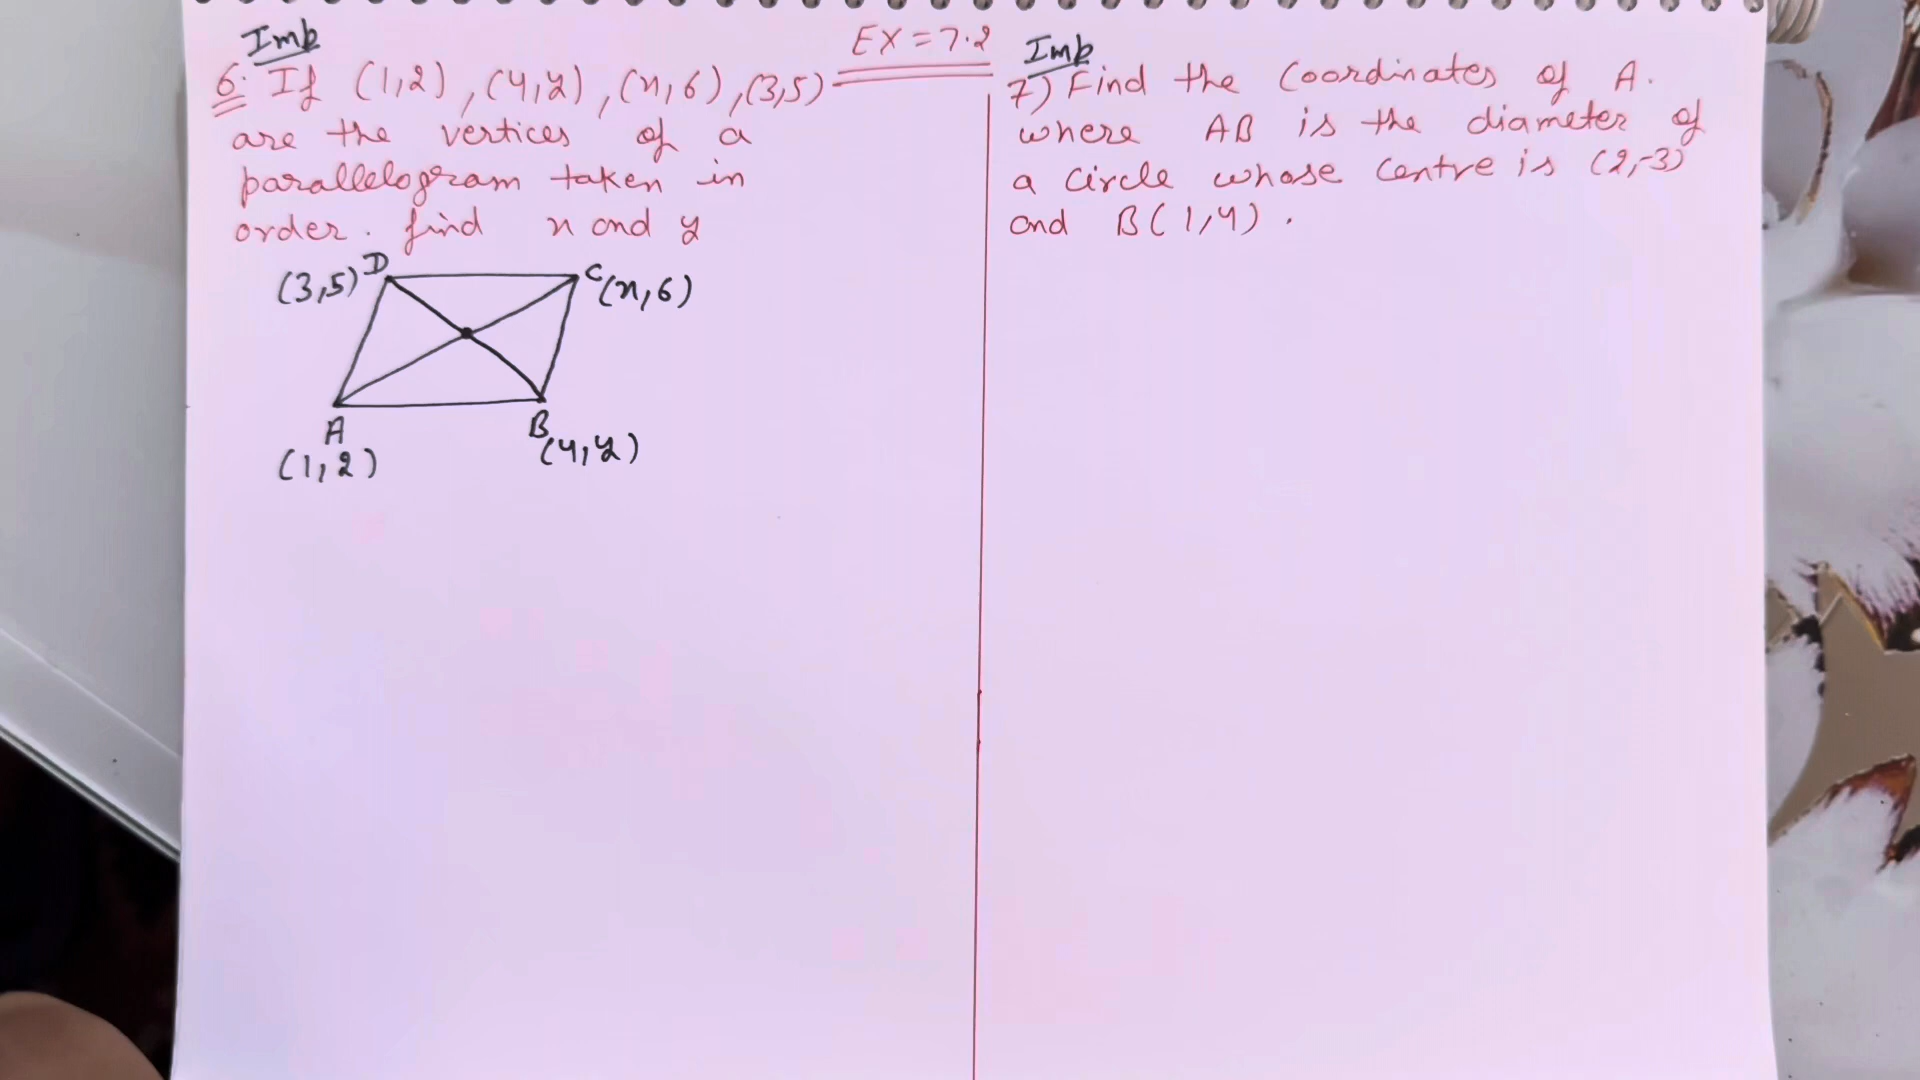 EX = 7.2
Imp
6. If (1,2), (4,y), (x,6), (3,5)
are the vertices of a
parallelogram taken in
order. find x and y
D
(3,5)
C
(x,6)
A
(1,2)
B
(4,y)
Imp
7) Find the Coordinates of A.
where AB is the diameter of
a circle whose centre is (2,-3)
and B(1,4).